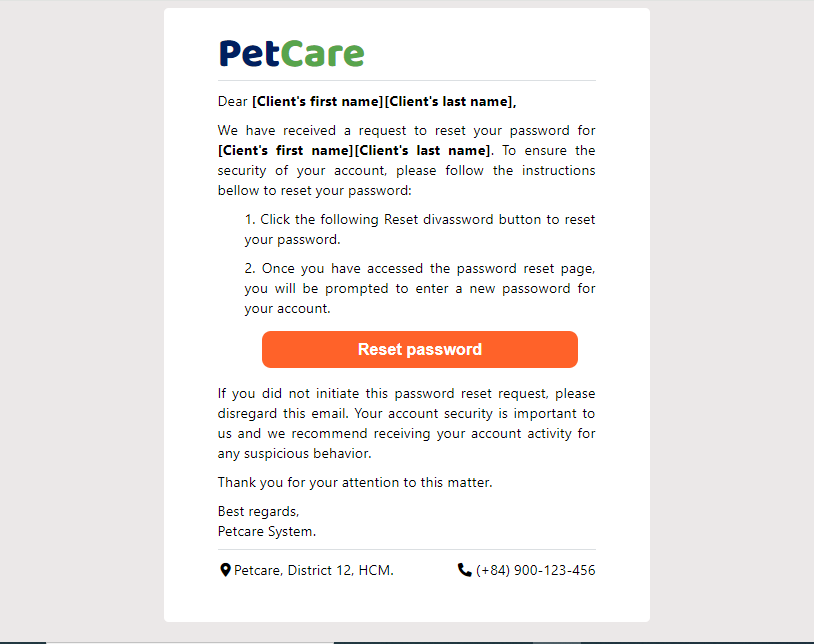 PetCare
Dear [Client's first name][Client's last name],
We have received a request to reset your password for
[Cient's first name][Client's last name]. To ensure the
security of your account, please follow the instructions
bellow to reset your password:
1. Click the following Reset divassword button to reset
your password.
2. Once you have accessed the password reset page,
you will be prompted to enter a new passoword for
your account.
Reset password
If you did not initiate this password reset request, please
disregard this email. Your account security is important to
us and we recommend receiving your account activity for
any suspicious behavior.
Thank you for your attention to this matter.
Best regards,
Petcare System.
Petcare, District 12, HCM. (+84) 900-123-456